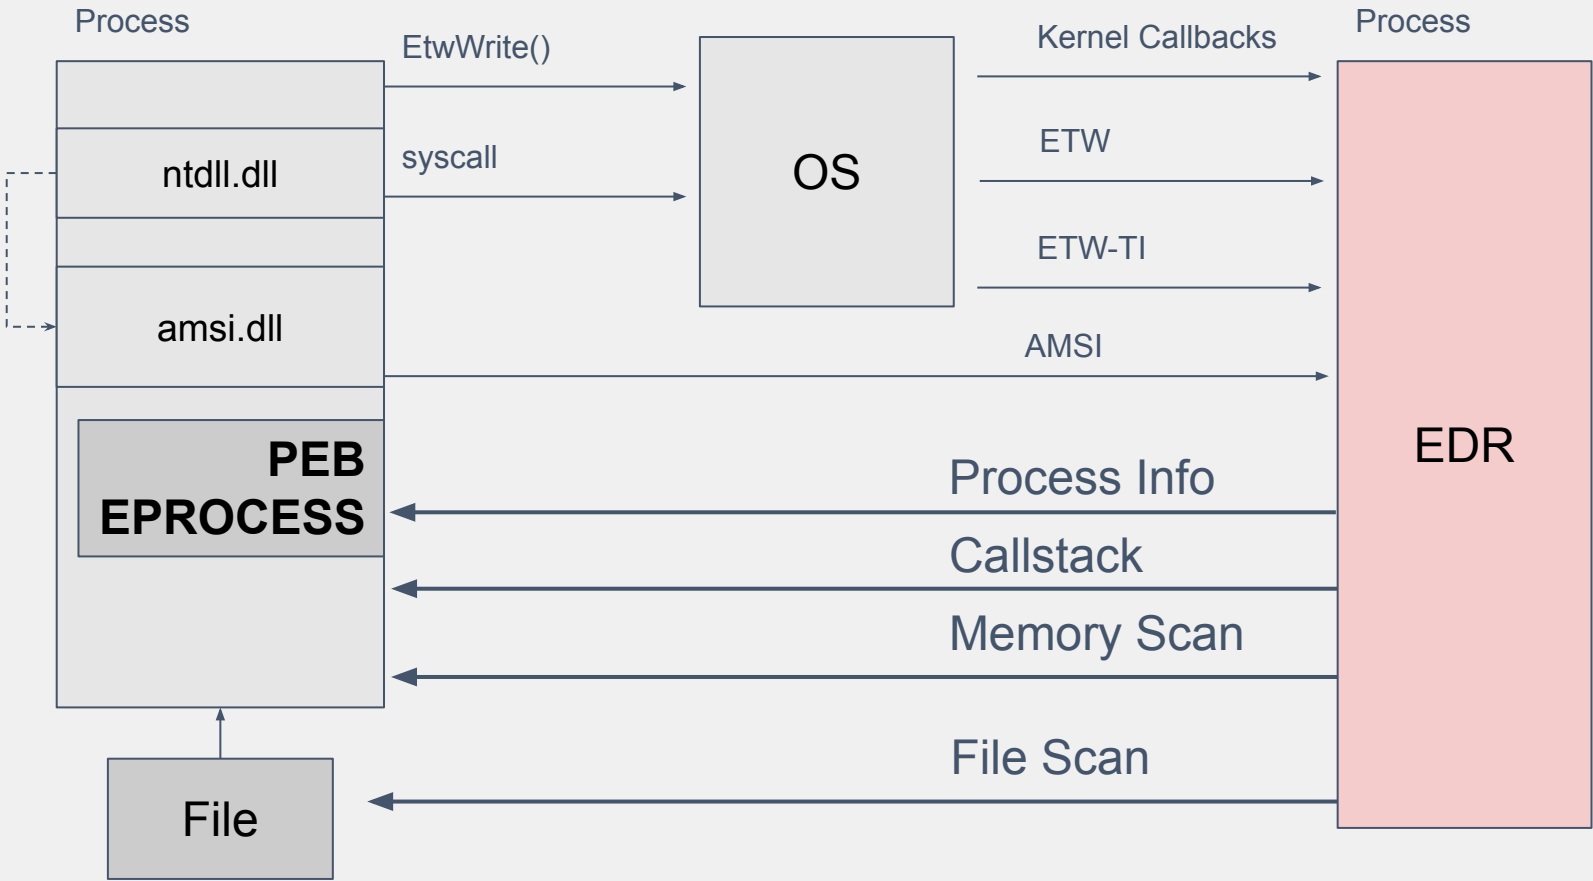 Process
EtwWrite()
Kernel Callbacks
Process
ntdll.dll
syscall
OS
ETW
ETW-TI
amsi.dll
AMSI
PEB
EPROCESS
EDR
Process Info
Callstack
Memory Scan
File Scan
File